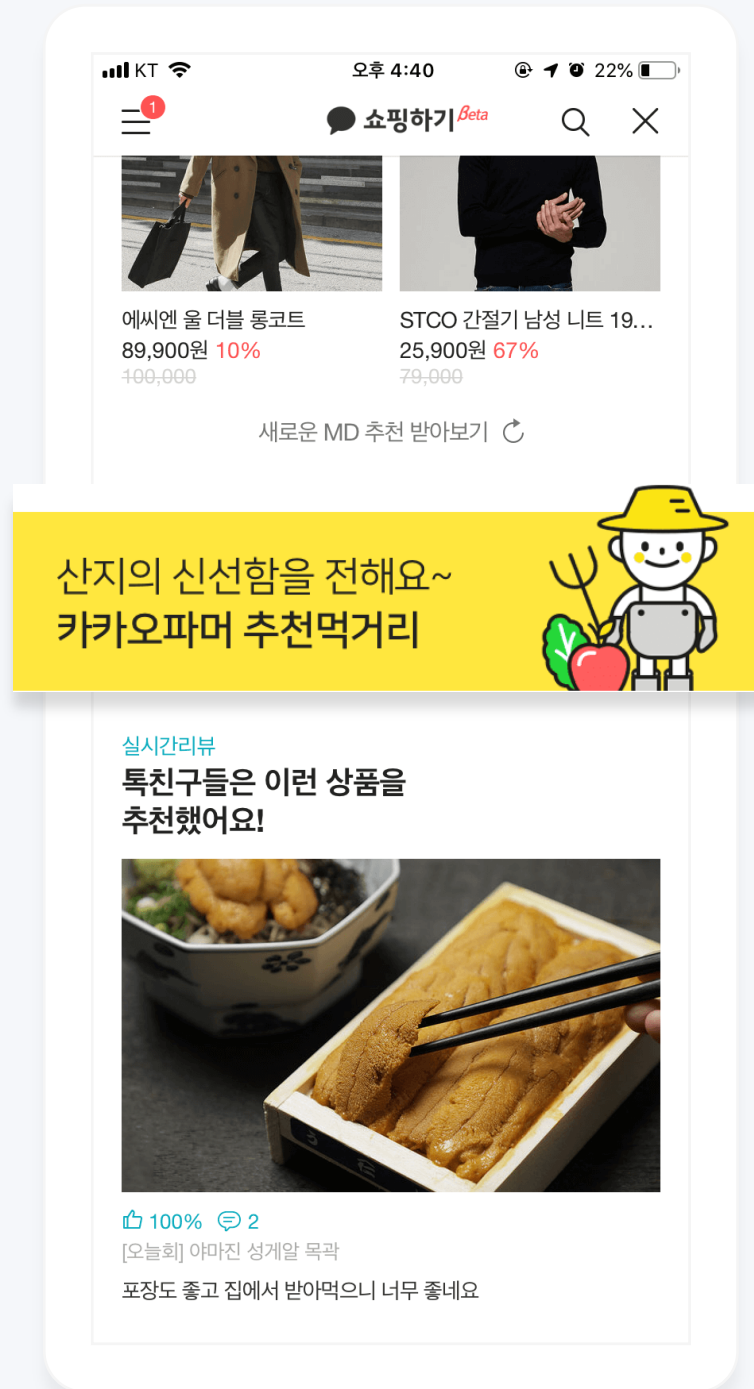 KT 오후 4:40 22%
1
쇼핑하기 Beta
에씨엔 울 더블 롱코트
89,900원 10%
100,000
STCO 간절기 남성 니트 19...
25,900원 67%
79,000
새로운 MD 추천 받아보기
산지의 신선함을 전해요~
카카오파머 추천먹거리
실시간리뷰
톡친구들은 이런 상품을
추천했어요!
100% 2
[오늘회] 야마진 성게알 목곽
포장도 좋고 집에서 받아먹으니 너무 좋네요